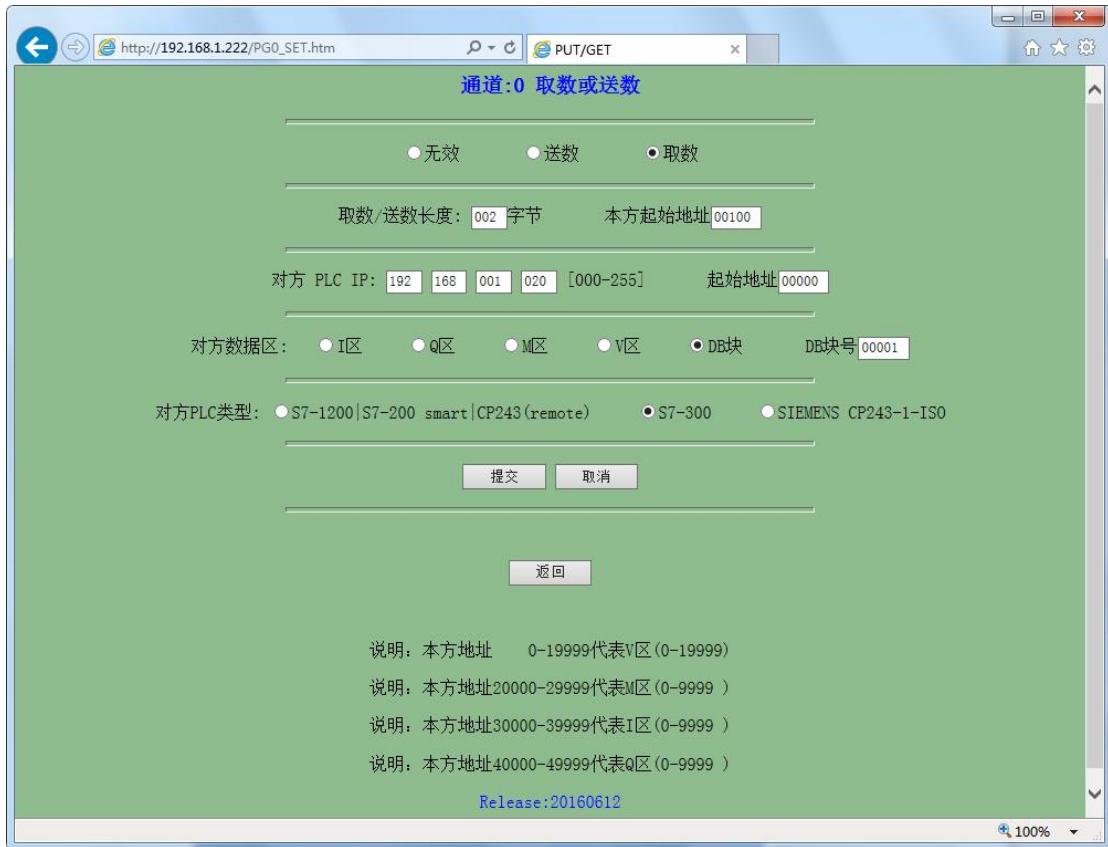 http://192.168.1.222/PG0_SET.htm
PUT/GET
通道:0 取数或送数
无效 送数 取数
取数/送数长度: 002 字节 本方起始地址 00100
对方 PLC IP: 192 168 001 020 [000-255] 起始地址 00000
对方数据区: I区 Q区 M区 V区 DB块 DB块号 00001
对方PLC类型: S7-1200|S7-200 smart|CP243(remote) S7-300 SIEMENS CP243-1-ISO
提交 取消
返回
说明: 本方地址 0-19999代表V区(0-19999)
说明: 本方地址20000-29999代表M区(0-9999 )
说明: 本方地址30000-39999代表I区(0-9999 )
说明: 本方地址40000-49999代表Q区(0-9999 )
Release:20160612
100%